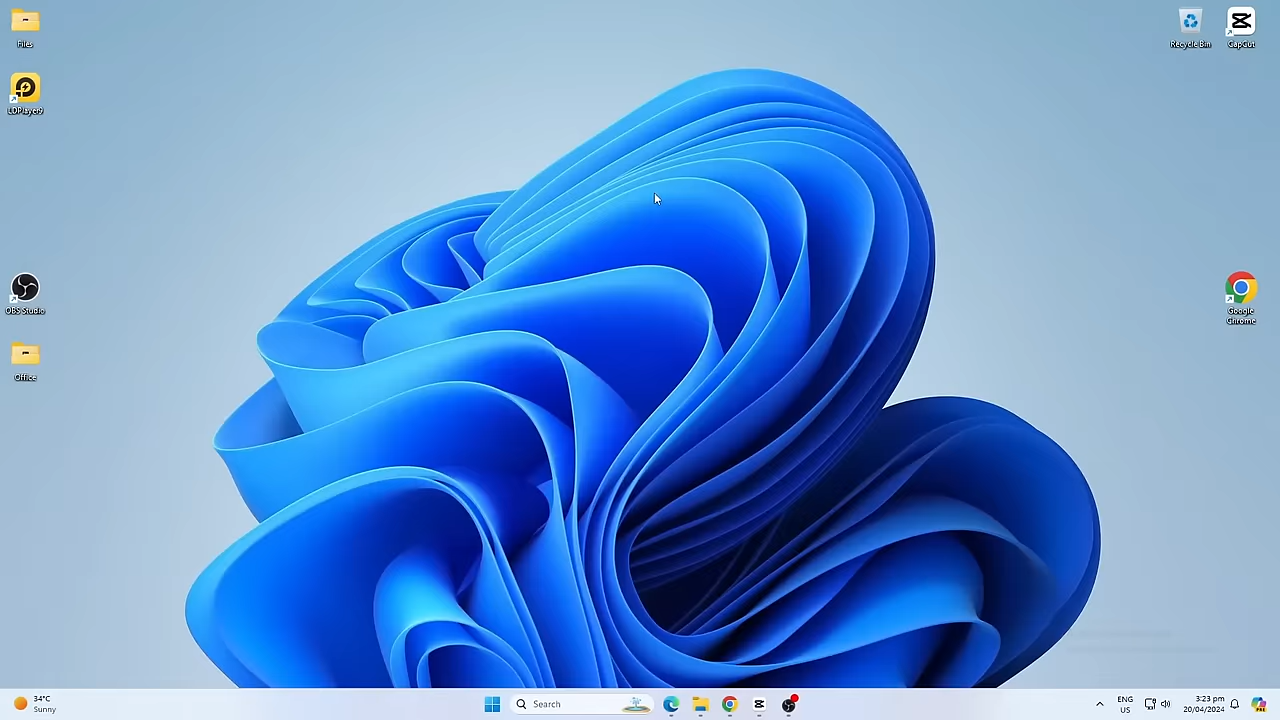 Files
Recycle Bin
CapCut
LDPlayer9
OBS Studio
Google
Chrome
Office
34°C
Sunny
Search
ENG
US
3:23 pm
20/04/2024
PRE